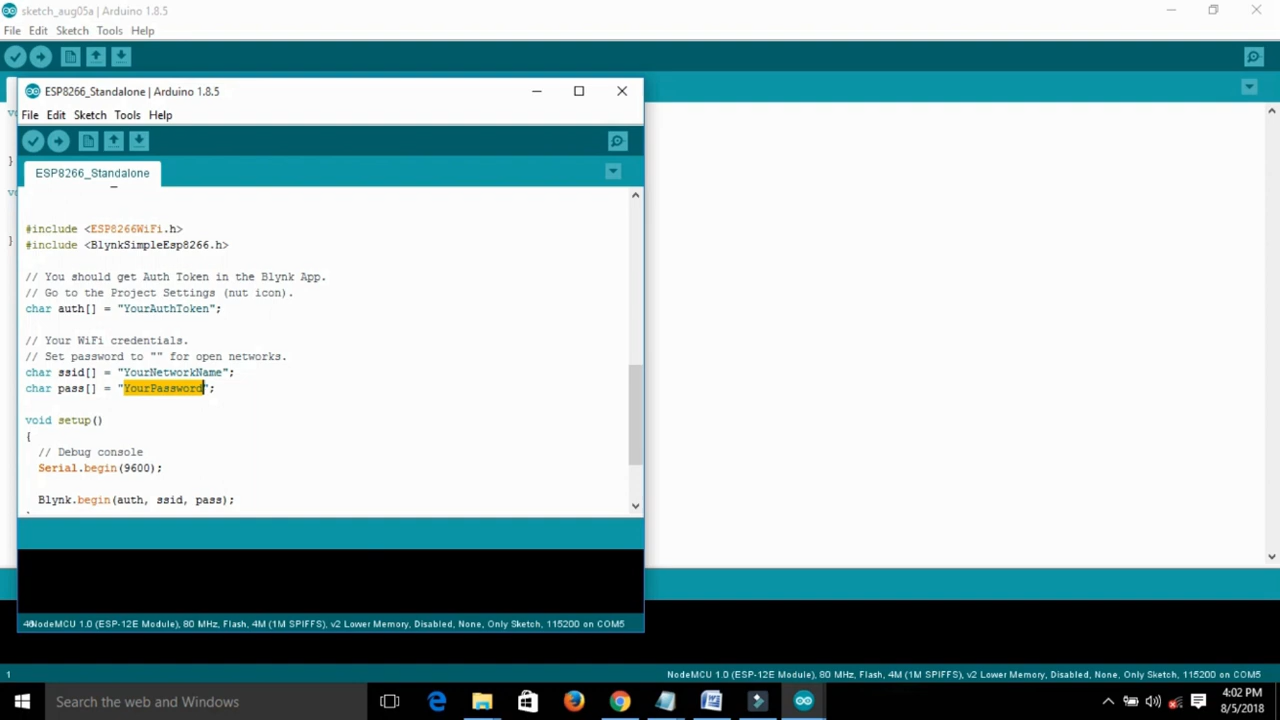 sketch_aug05a | Arduino 1.8.5
File Edit Sketch Tools Help
ESP8266_Standalone | Arduino 1.8.5
File Edit Sketch Tools Help
ESP8266_Standalone
#include <ESP8266WiFi.h>
#include <BlynkSimpleEsp8266.h>
// You should get Auth Token in the Blynk App.
// Go to the Project Settings (nut icon).
char auth[] = "YourAuthToken";
// Your WiFi credentials.
// Set password to "" for open networks.
char ssid[] = "YourNetworkName";
char pass[] = "YourPassword";
void setup()
{
// Debug console
Serial.begin(9600);
Blynk.begin(auth, ssid, pass);
}
}
NodeMCU 1.0 (ESP-12E Module), 80 MHz, Flash, 4M (1M SPIFFS), v2 Lower Memory, Disabled, None, Only Sketch, 115200 on COM5
1
NodeMCU 1.0 (ESP-12E Module), 80 MHz, Flash, 4M (1M SPIFFS), v2 Lower Memory, Disabled, None, Only Sketch, 115200 on COM5
Search the web and Windows
4:02 PM
8/5/2018